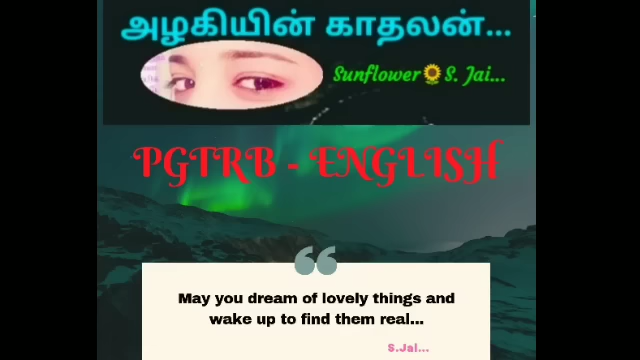 அழகியின் காதலன்...
Sunflower🌻S. Jai...
PGTRB - ENGLISH
❝
May you dream of lovely things and
wake up to find them real...
S.Jai...